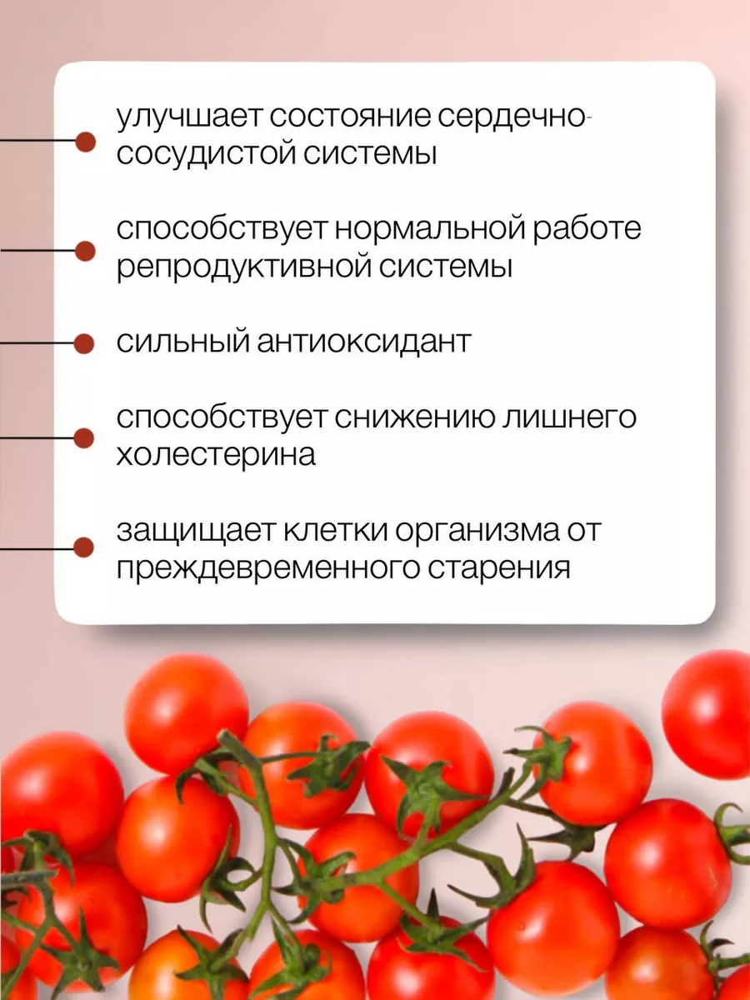 улучшает состояние сердечно-
сосудистой системы
способствует нормальной работе
репродуктивной системы
сильный антиоксидант
способствует снижению лишнего
холестерина
защищает клетки организма от
преждевременного старения